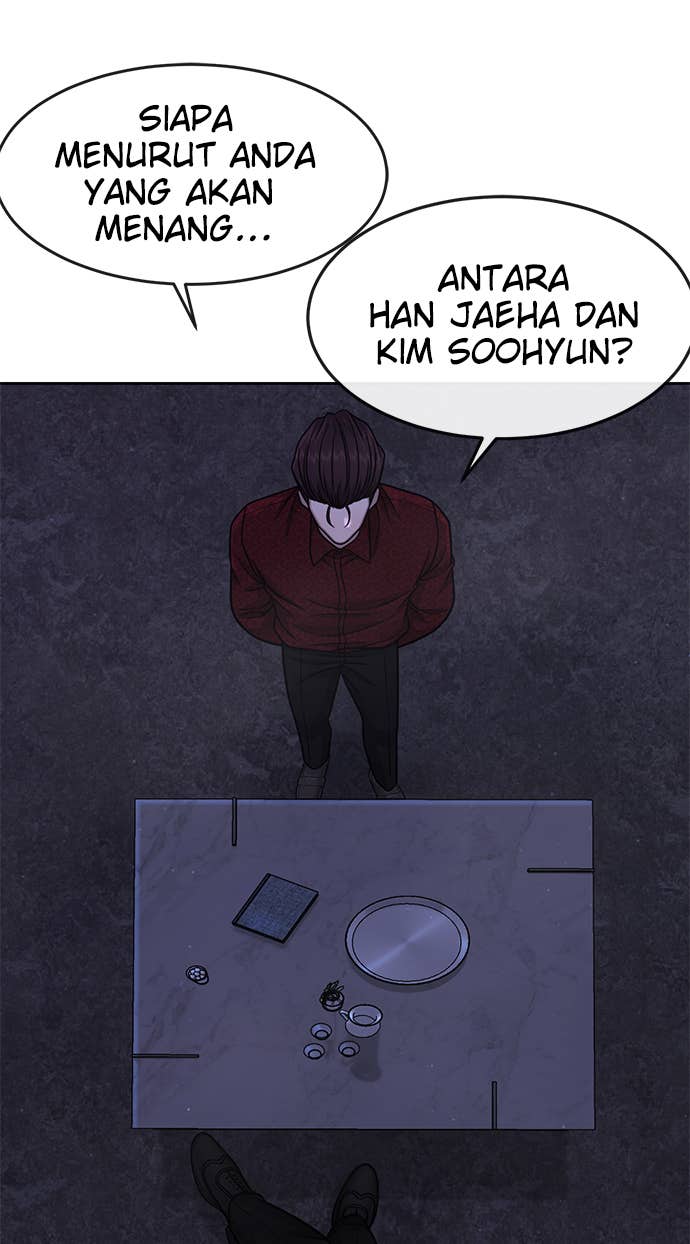 SIAPA
MENURUT ANDA
YANG AKAN
MENANG...
ANTARA
HAN JAEHA DAN
KIM SOOHYUN?